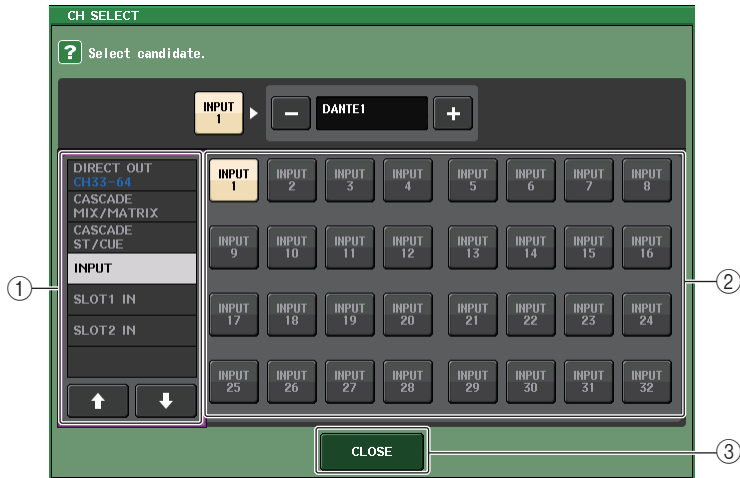 CH SELECT
? Select candidate.
INPUT 1
−
DANTE1
+
DIRECT OUT
CH33-64
CASCADE
MIX/MATRIX
CASCADE
ST/CUE
INPUT
SLOT1 IN
SLOT2 IN
INPUT 1 INPUT 2 INPUT 3 INPUT 4 INPUT 5 INPUT 6 INPUT 7 INPUT 8
INPUT 9 INPUT 10 INPUT 11 INPUT 12 INPUT 13 INPUT 14 INPUT 15 INPUT 16
INPUT 17 INPUT 18 INPUT 19 INPUT 20 INPUT 21 INPUT 22 INPUT 23 INPUT 24
INPUT 25 INPUT 26 INPUT 27 INPUT 28 INPUT 29 INPUT 30 INPUT 31 INPUT 32
CLOSE
①
②
③